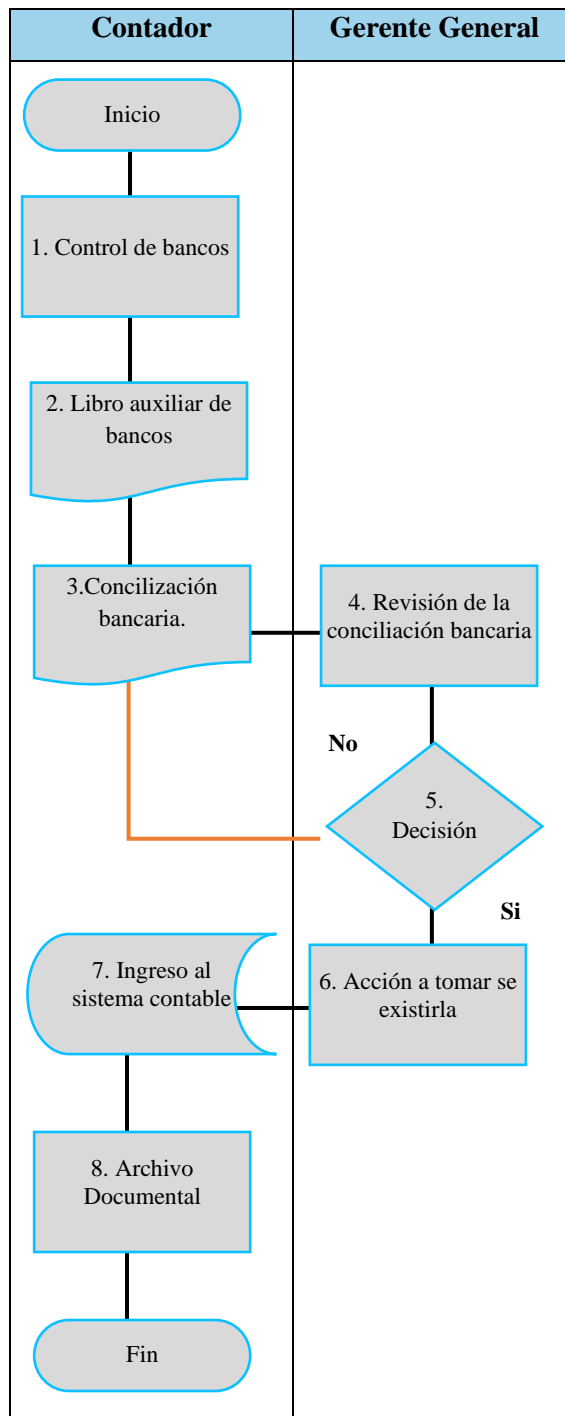 Contador
Gerente General
Inicio
1. Control de bancos
2. Libro auxiliar de
bancos
3.Concilización
bancaria.
4. Revisión de la
conciliación bancaria
No
5.
Decisión
Si
6. Acción a tomar se
existirla
7. Ingreso al
sistema contable
8. Archivo
Documental
Fin